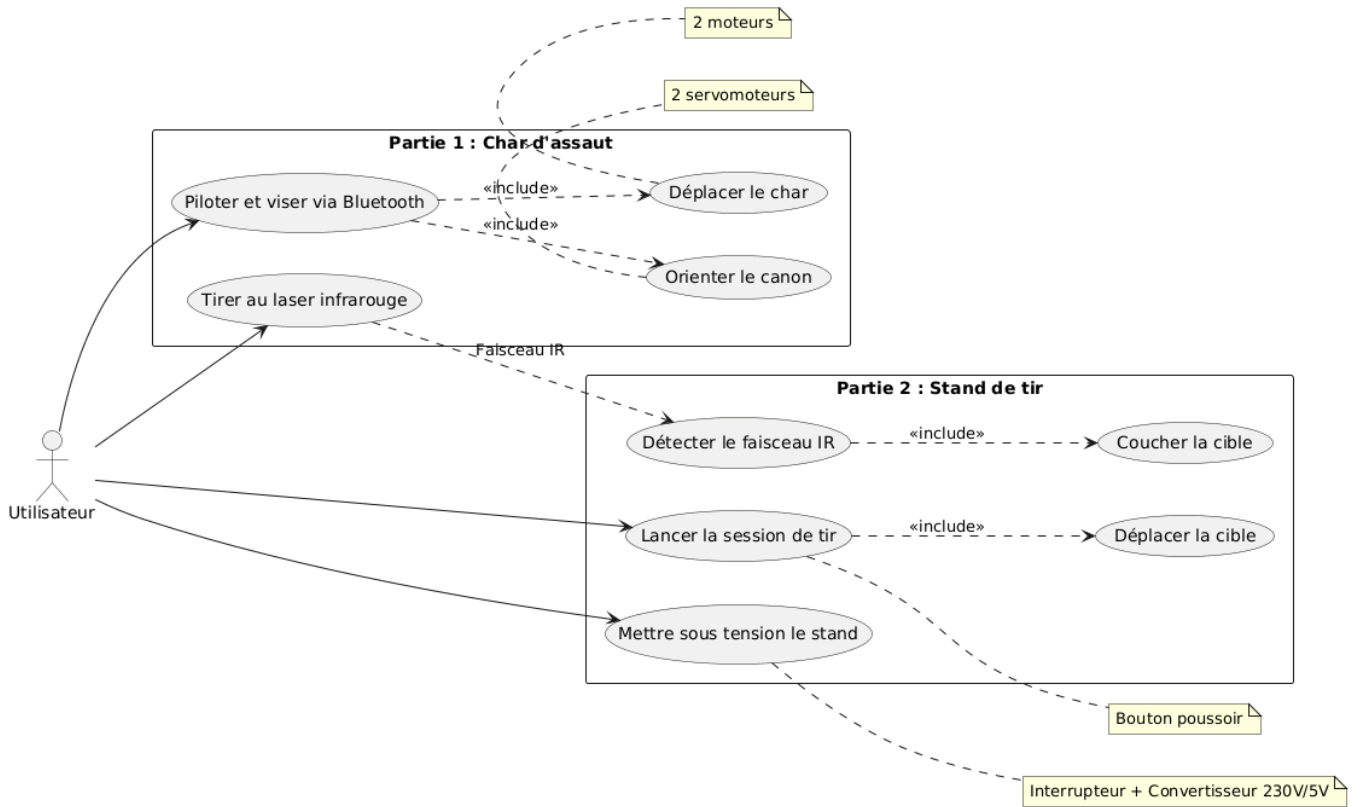 2 moteurs
2 servomoteurs
Partie 1 : Char d'assaut
Piloter et viser via Bluetooth
«include»
Déplacer le char
«include»
Orienter le canon
Tirer au laser infrarouge
Faisceau IR
Partie 2 : Stand de tir
Détecter le faisceau IR
«include»
Coucher la cible
Utilisateur
Lancer la session de tir
«include»
Déplacer la cible
Mettre sous tension le stand
Bouton poussoir
Interrupteur + Convertisseur 230V/5V